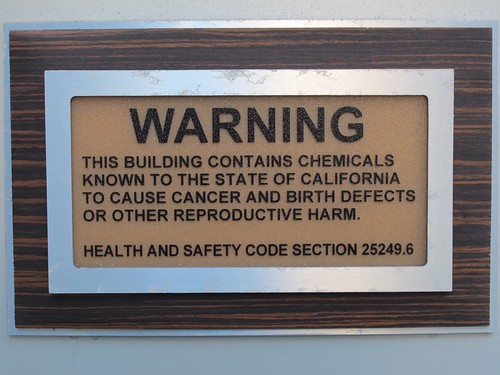 WARNING
THIS BUILDING CONTAINS CHEMICALS
KNOWN TO THE STATE OF CALIFORNIA
TO CAUSE CANCER AND BIRTH DEFECTS
OR OTHER REPRODUCTIVE HARM.
HEALTH AND SAFETY CODE SECTION 25249.6